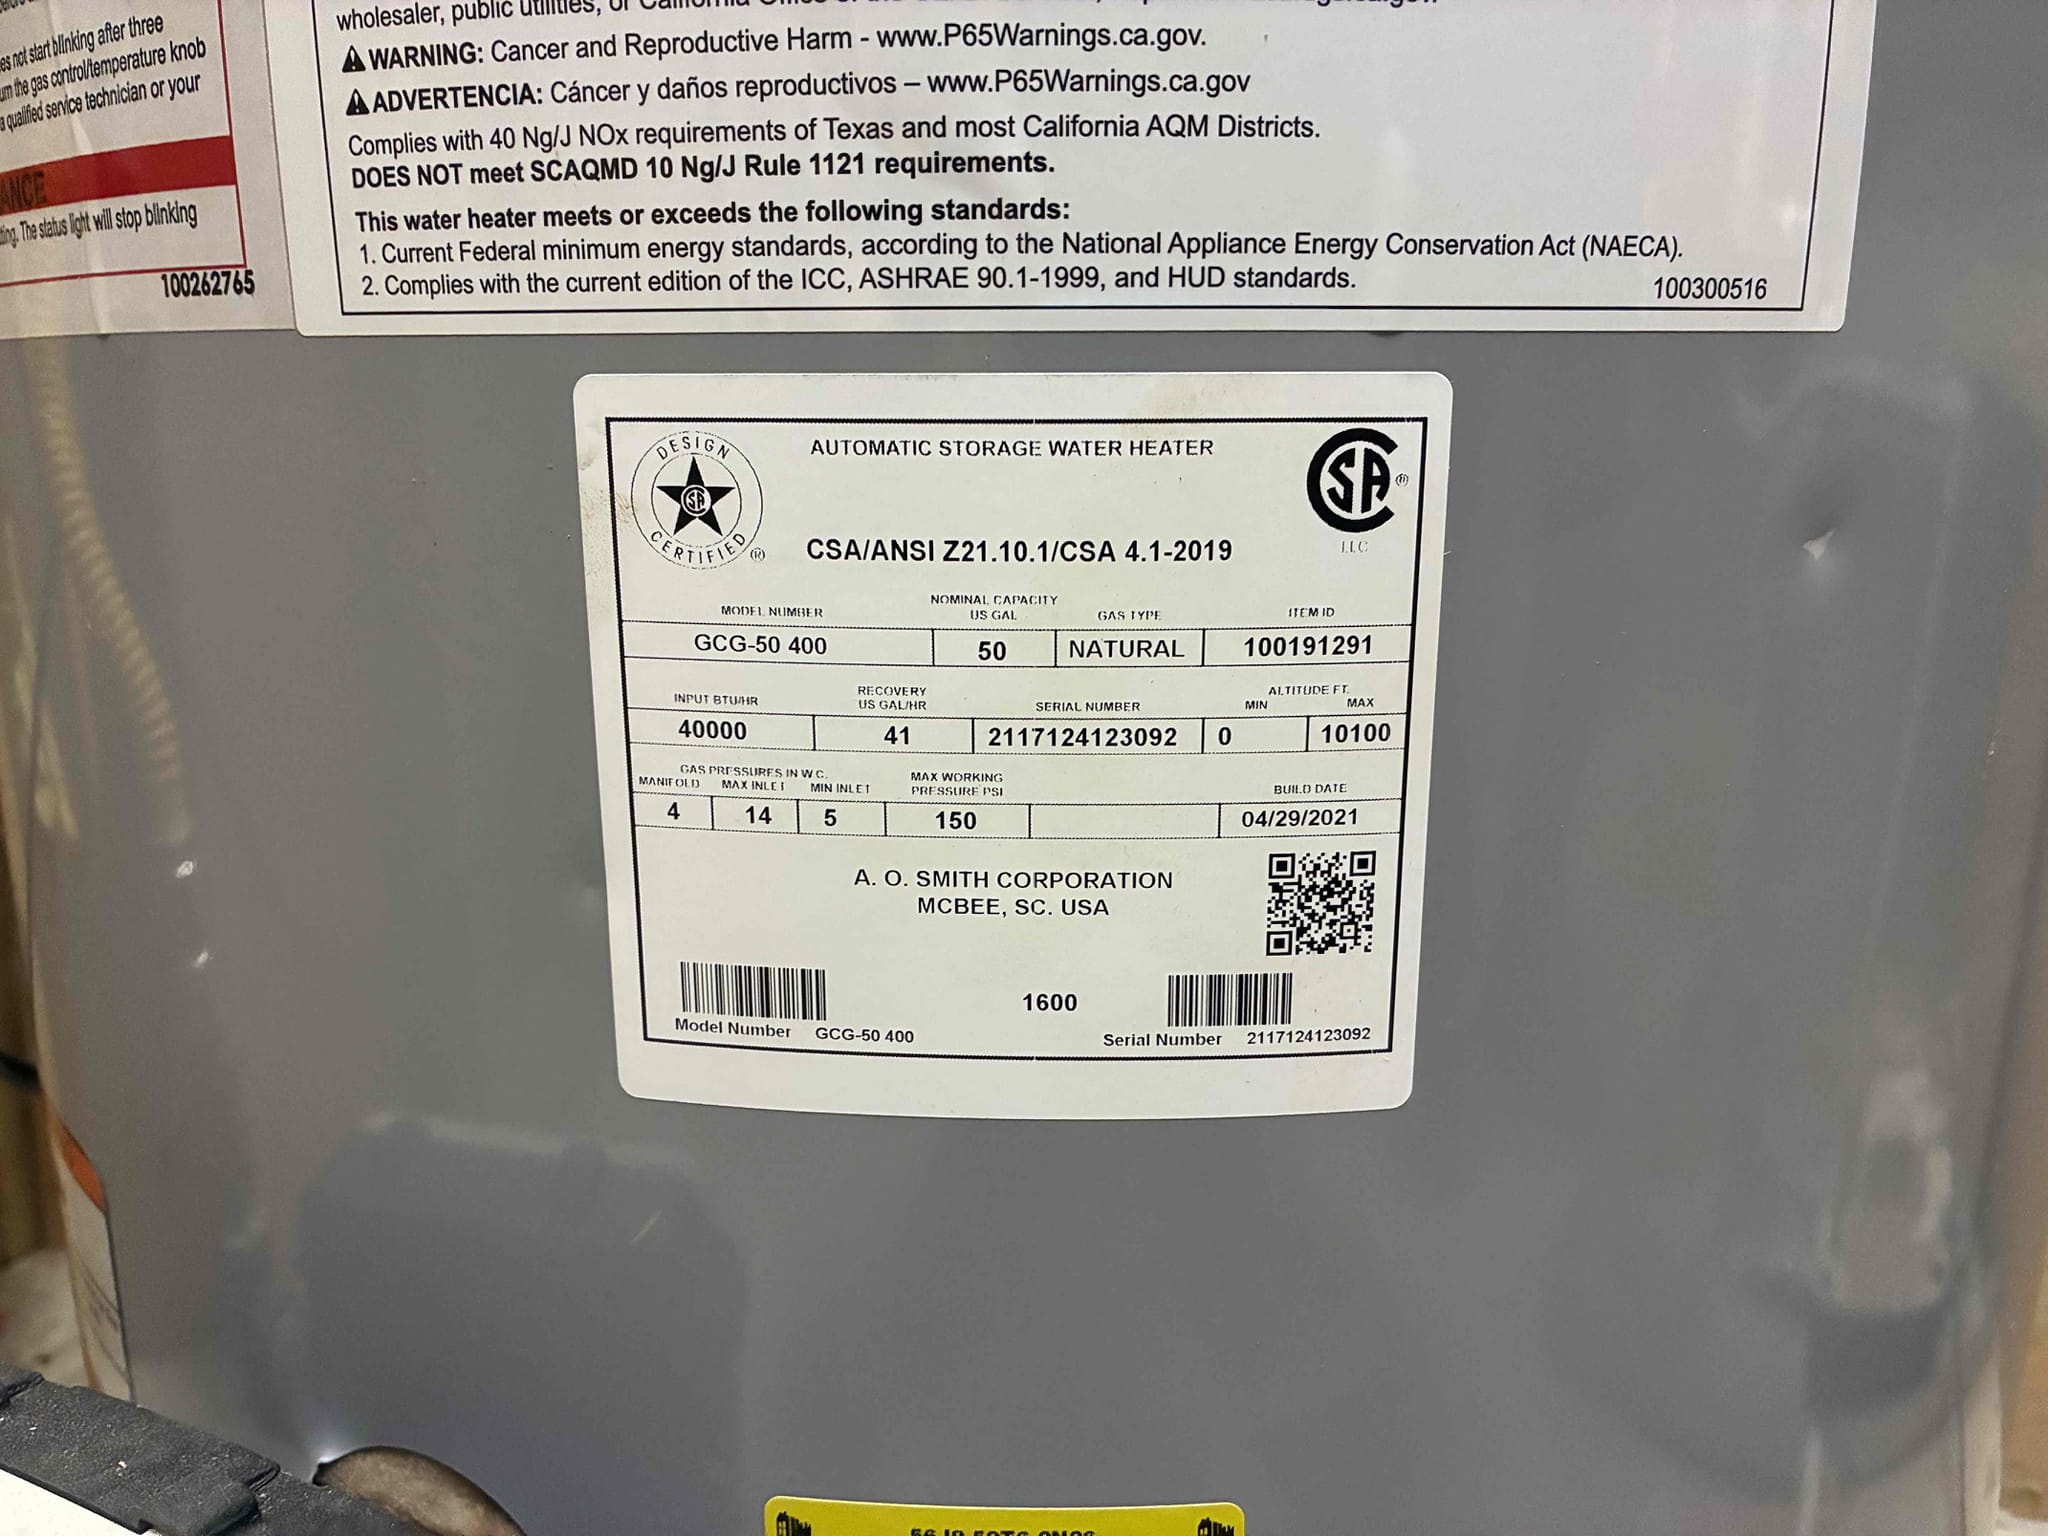 es not start blinking after three
the gas control/temperature knob
a qualified service technician or your
ANCE
ting. The status light will stop blinking
100262765
wholesaler, public utilities, or California
⚠ WARNING: Cancer and Reproductive Harm - www.P65Warnings.ca.gov.
⚠ ADVERTENCIA: Cáncer y daños reproductivos – www.P65Warnings.ca.gov
Complies with 40 Ng/J NOx requirements of Texas and most California AQM Districts.
DOES NOT meet SCAQMD 10 Ng/J Rule 1121 requirements.
This water heater meets or exceeds the following standards:
1. Current Federal minimum energy standards, according to the National Appliance Energy Conservation Act (NAECA).
2. Complies with the current edition of the ICC, ASHRAE 90.1-1999, and HUD standards.
100300516
DESIGN
SA
CERTIFIED ®
AUTOMATIC STORAGE WATER HEATER
CSA ®
LLC
CSA/ANSI Z21.10.1/CSA 4.1-2019
MODEL NUMBER NOMINAL CAPACITY US GAL GAS TYPE ITEM ID
GCG-50 400 50 NATURAL 100191291
INPUT BTU/HR RECOVERY US GAL/HR SERIAL NUMBER ALTITUDE FT. MIN MAX
40000 41 2117124123092 0 10100
GAS PRESSURES IN W.C. MANIFOLD MAX INLET MIN INLET MAX WORKING PRESSURE PSI BUILD DATE
4 14 5 150 04/29/2021
A. O. SMITH CORPORATION
MCBEE, SC. USA
1600
Model Number GCG-50 400
Serial Number 2117124123092